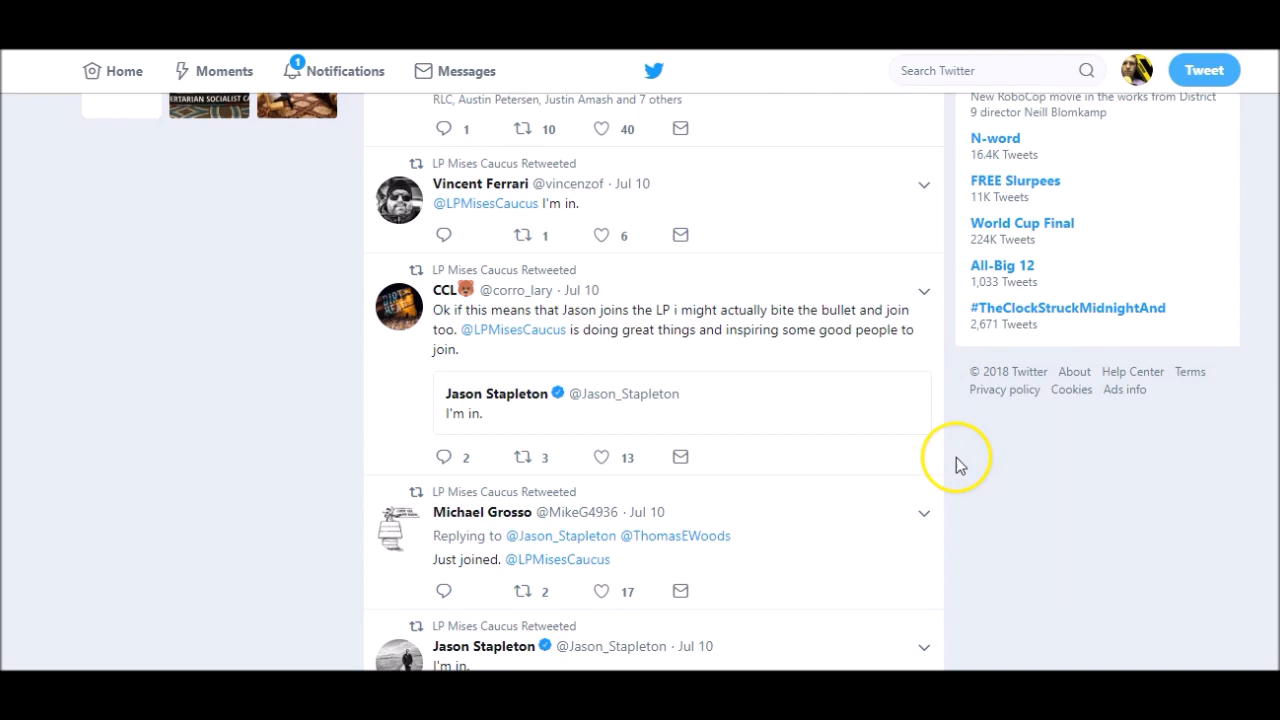 Home Moments 1 Notifications Messages Search Twitter Tweet
RLC, Austin Petersen, Justin Amash and 7 others
1 10 40
LP Mises Caucus Retweeted
Vincent Ferrari @vincenzof · Jul 10
@LPMisesCaucus I'm in.
1 6
LP Mises Caucus Retweeted
CCL🐻 @corro_lary · Jul 10
Ok if this means that Jason joins the LP i might actually bite the bullet and join
too. @LPMisesCaucus is doing great things and inspiring some good people to
join.
Jason Stapleton @Jason_Stapleton
I'm in.
2 3 13
LP Mises Caucus Retweeted
Michael Grosso @MikeG4936 · Jul 10
Replying to @Jason_Stapleton @ThomasEWoods
Just joined. @LPMisesCaucus
2 17
LP Mises Caucus Retweeted
Jason Stapleton @Jason_Stapleton · Jul 10
I'm in.
New RoboCop movie in the works from District
9 director Neill Blomkamp
N-word
16.4K Tweets
FREE Slurpees
11K Tweets
World Cup Final
224K Tweets
All-Big 12
1,033 Tweets
#TheClockStruckMidnightAnd
2,671 Tweets
© 2018 Twitter About Help Center Terms
Privacy policy Cookies Ads info